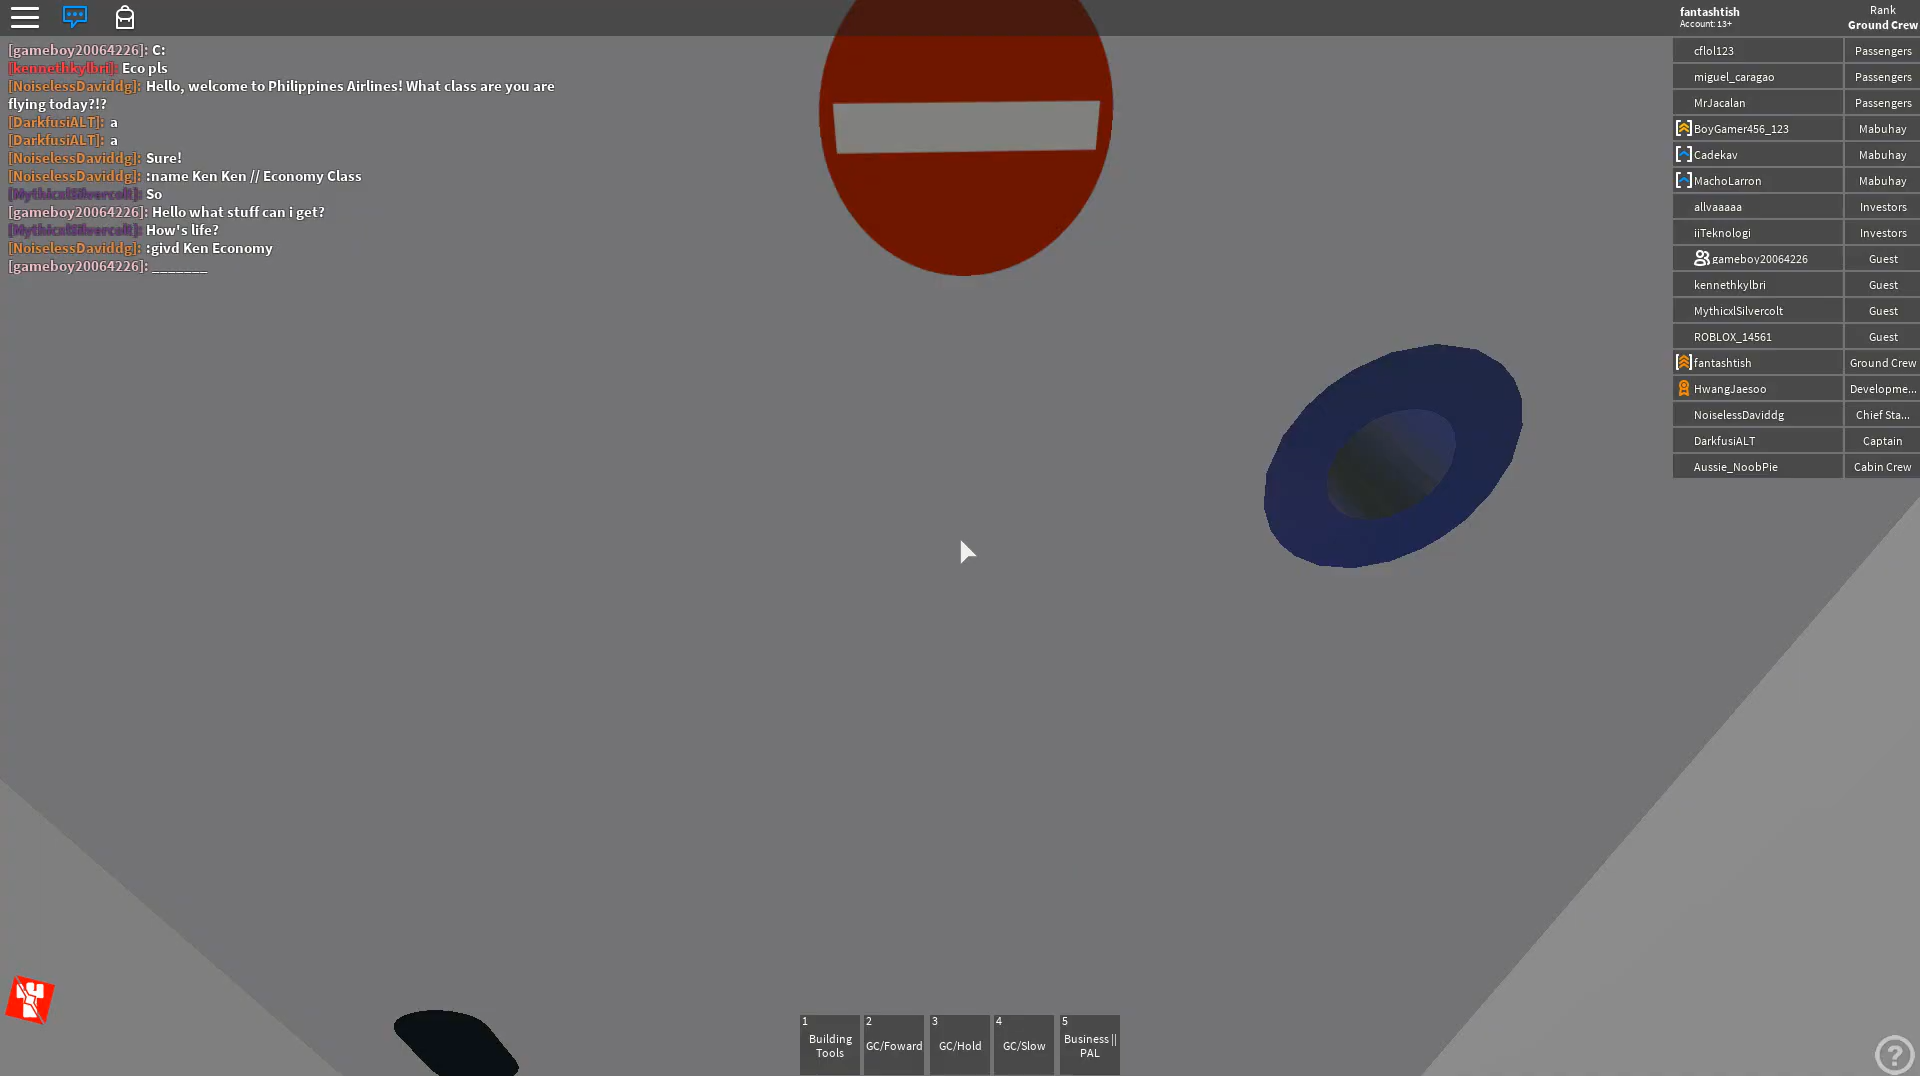 [gameboy20064226]: C:
[kennethkylbri]: Eco pls
[NoiselessDaviddg]: Hello, welcome to Philippines Airlines! What class are you are
flying today?!?
[DarkfusiALT]: a
[DarkfusiALT]: a
[NoiselessDaviddg]: Sure!
[NoiselessDaviddg]: :name Ken Ken // Economy Class
[MythicxlSilvercolt]: So
[gameboy20064226]: Hello what stuff can i get?
[MythicxlSilvercolt]: How's life?
[NoiselessDaviddg]: :givd Ken Economy
[gameboy20064226]: _______
fantashtish Rank
Account: 13+ Ground Crew
cflol123 Passengers
miguel_caragao Passengers
MrJacalan Passengers
BoyGamer456_123 Mabuhay
Cadekav Mabuhay
MachoLarron Mabuhay
allvaaaaa Investors
iiTeknologi Investors
gameboy20064226 Guest
kennethkylbri Guest
MythicxlSilvercolt Guest
ROBLOX_14561 Guest
fantashtish Ground Crew
HwangJaesoo Developme...
NoiselessDaviddg Chief Sta...
DarkfusiALT Captain
Aussie_NoobPie Cabin Crew
1 Building Tools
2 GC/Foward
3 GC/Hold
4 GC/Slow
5 Business || PAL
?